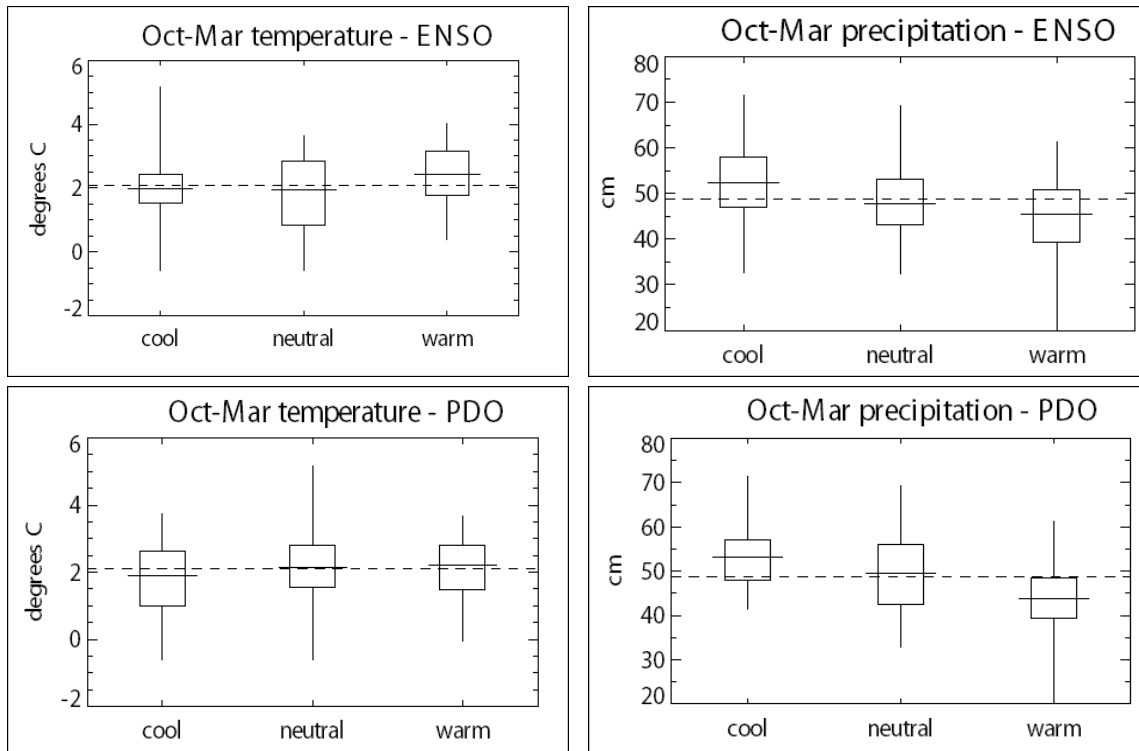 Oct-Mar temperature - ENSO
6
4
2
0
-2
degrees C
cool neutral warm
Oct-Mar precipitation - ENSO
80
70
60
50
40
30
20
cm
cool neutral warm
Oct-Mar temperature - PDO
6
4
2
0
-2
degrees C
cool neutral warm
Oct-Mar precipitation - PDO
80
70
60
50
40
30
20
cm
cool neutral warm